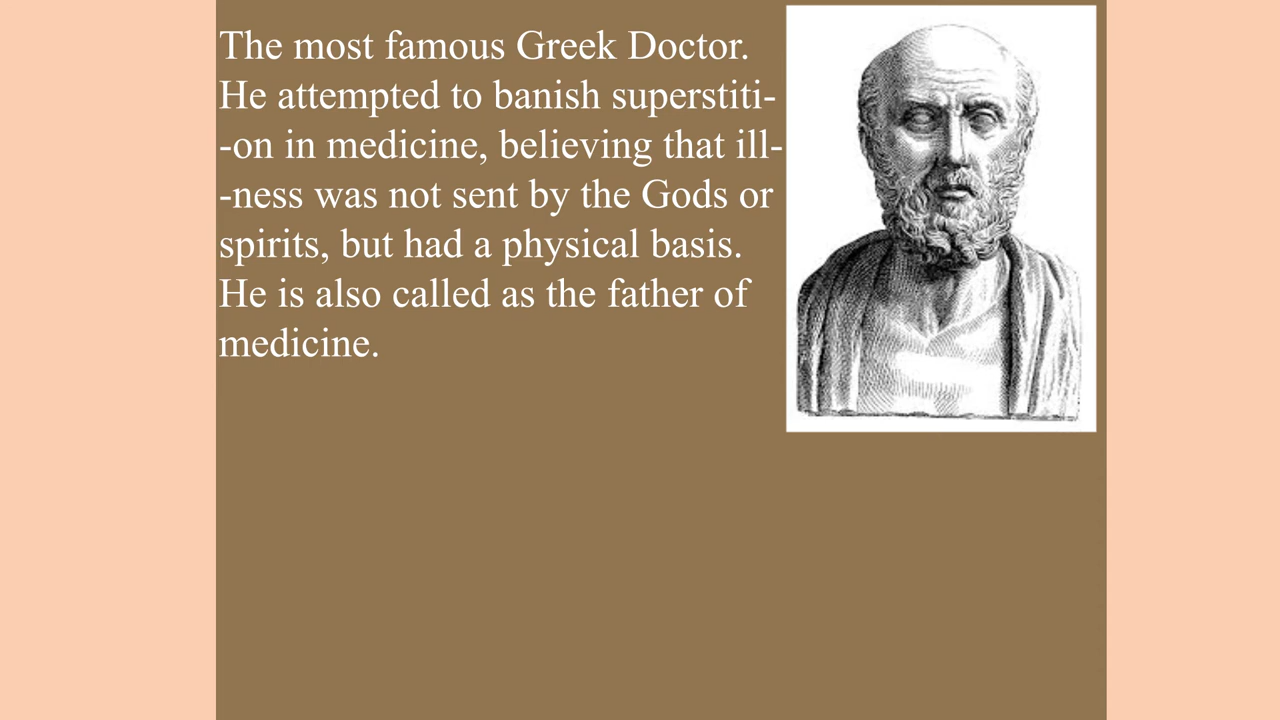 The most famous Greek Doctor.
He attempted to banish superstiti-
-on in medicine, believing that ill-
-ness was not sent by the Gods or
spirits, but had a physical basis.
He is also called as the father of
medicine.